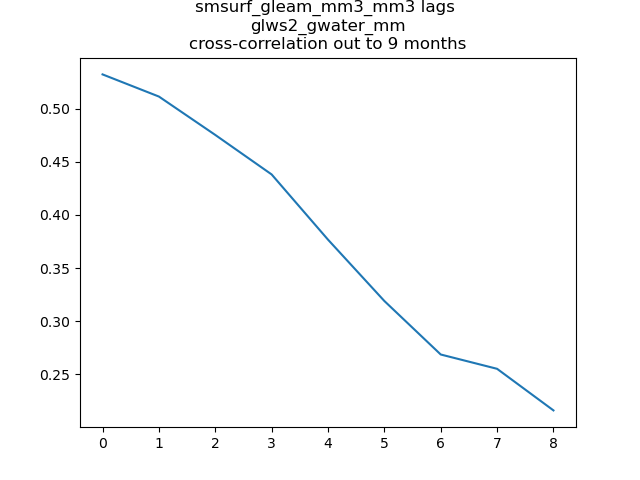 smsurf_gleam_mm3_mm3 lags
glws2_gwater_mm
cross-correlation out to 9 months
0.50
0.45
0.40
0.35
0.30
0.25
0 1 2 3 4 5 6 7 8